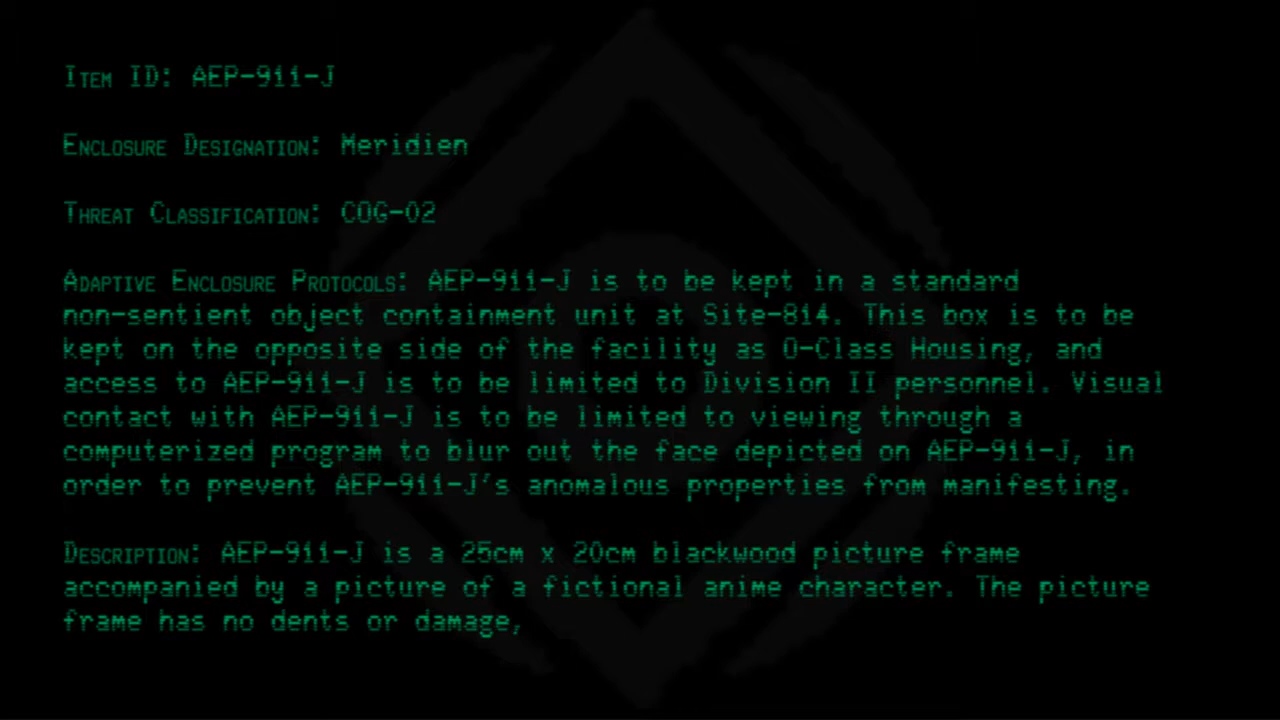 Item ID: AEP-911-J
Enclosure Designation: Meridien
Threat Classification: COG-02
Adaptive Enclosure Protocols: AEP-911-J is to be kept in a standard
non-sentient object containment unit at Site-814. This box is to be
kept on the opposite side of the facility as O-Class Housing, and
access to AEP-911-J is to be limited to Division II personnel. Visual
contact with AEP-911-J is to be limited to viewing through a
computerized program to blur out the face depicted on AEP-911-J, in
order to prevent AEP-911-J's anomalous properties from manifesting.
Description: AEP-911-J is a 25cm x 20cm blackwood picture frame
accompanied by a picture of a fictional anime character. The picture
frame has no dents or damage,